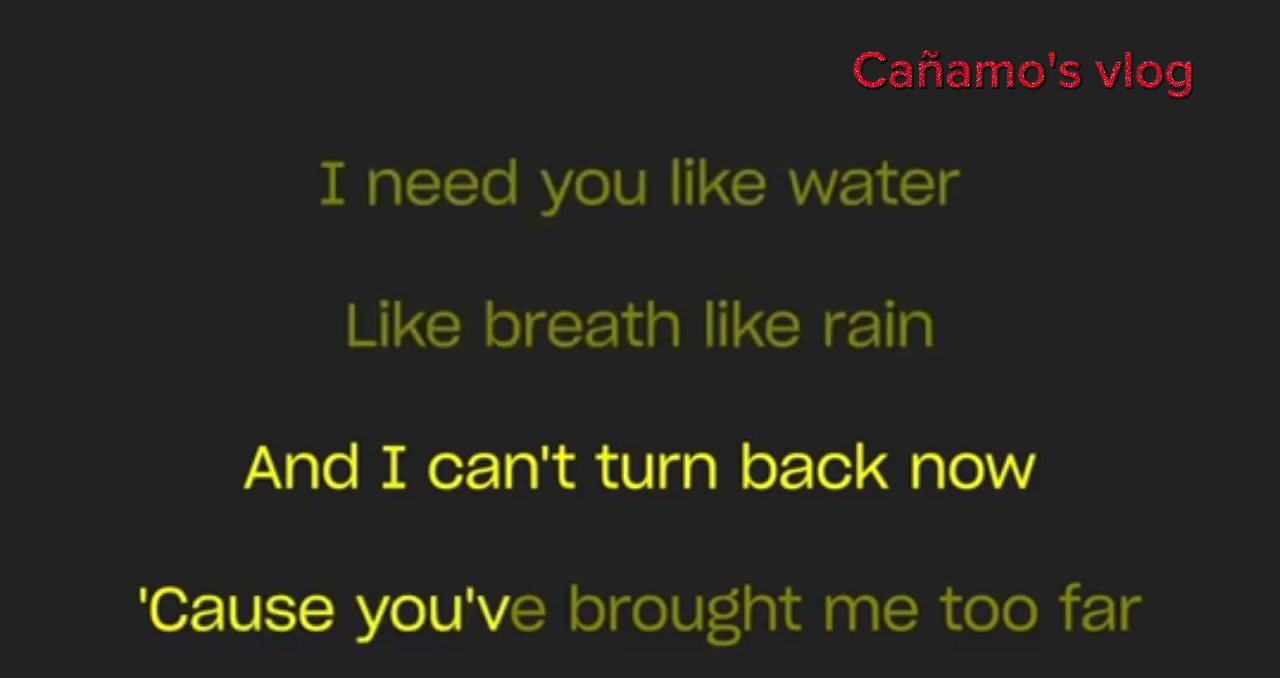 Cañamo's vlog
I need you like water
Like breath like rain
And I can't turn back now
'Cause you've brought me too far